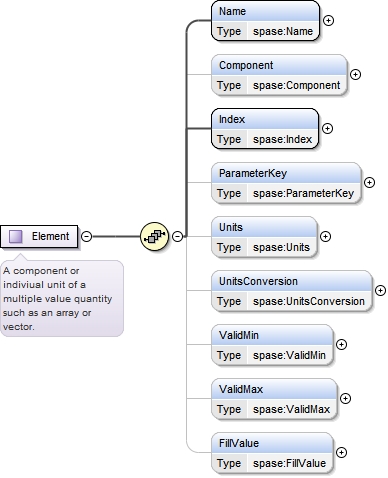 Name
Type spase:Name
Component
Type spase:Component
Index
Type spase:Index
ParameterKey
Type spase:ParameterKey
Element
Units
Type spase:Units
A component or
indiviual unit of a
multiple value quantity
such as an array or
vector.
UnitsConversion
Type spase:UnitsConversion
ValidMin
Type spase:ValidMin
ValidMax
Type spase:ValidMax
FillValue
Type spase:FillValue